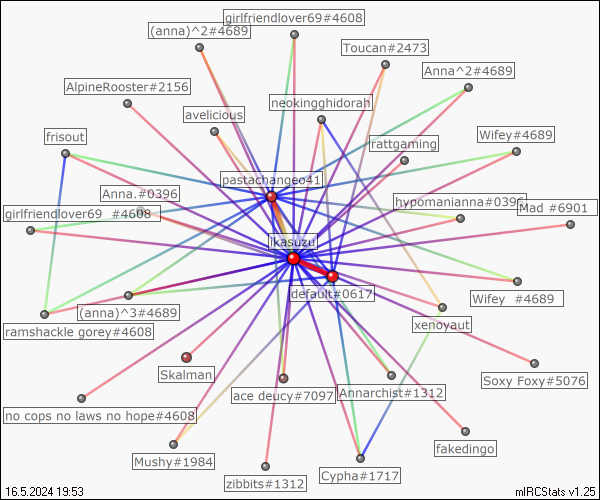 girlfriendlover69#4608
(anna)^2#4689
Toucan#2473
Anna^2#4689
AlpineRooster#2156
neokingghidorah
avelicious
frisout
Wifey#4689
rattgaming
pastachangeo41
Anna.#0396
hypomanianna#0396
girlfriendlover69 #4608
Mad #6901
ikasuzu
default#0617
Wifey #4689
(anna)^3#4689
xenoyaut
ramshackle gorey#4608
Skalman
Soxy Foxy#5076
ace deucy#7097
Annarchist#1312
no cops no laws no hope#4608
fakedingo
Mushy#1984
Cypha#1717
zibbits#1312
16.5.2024 19:53
mIRCStats v1.25